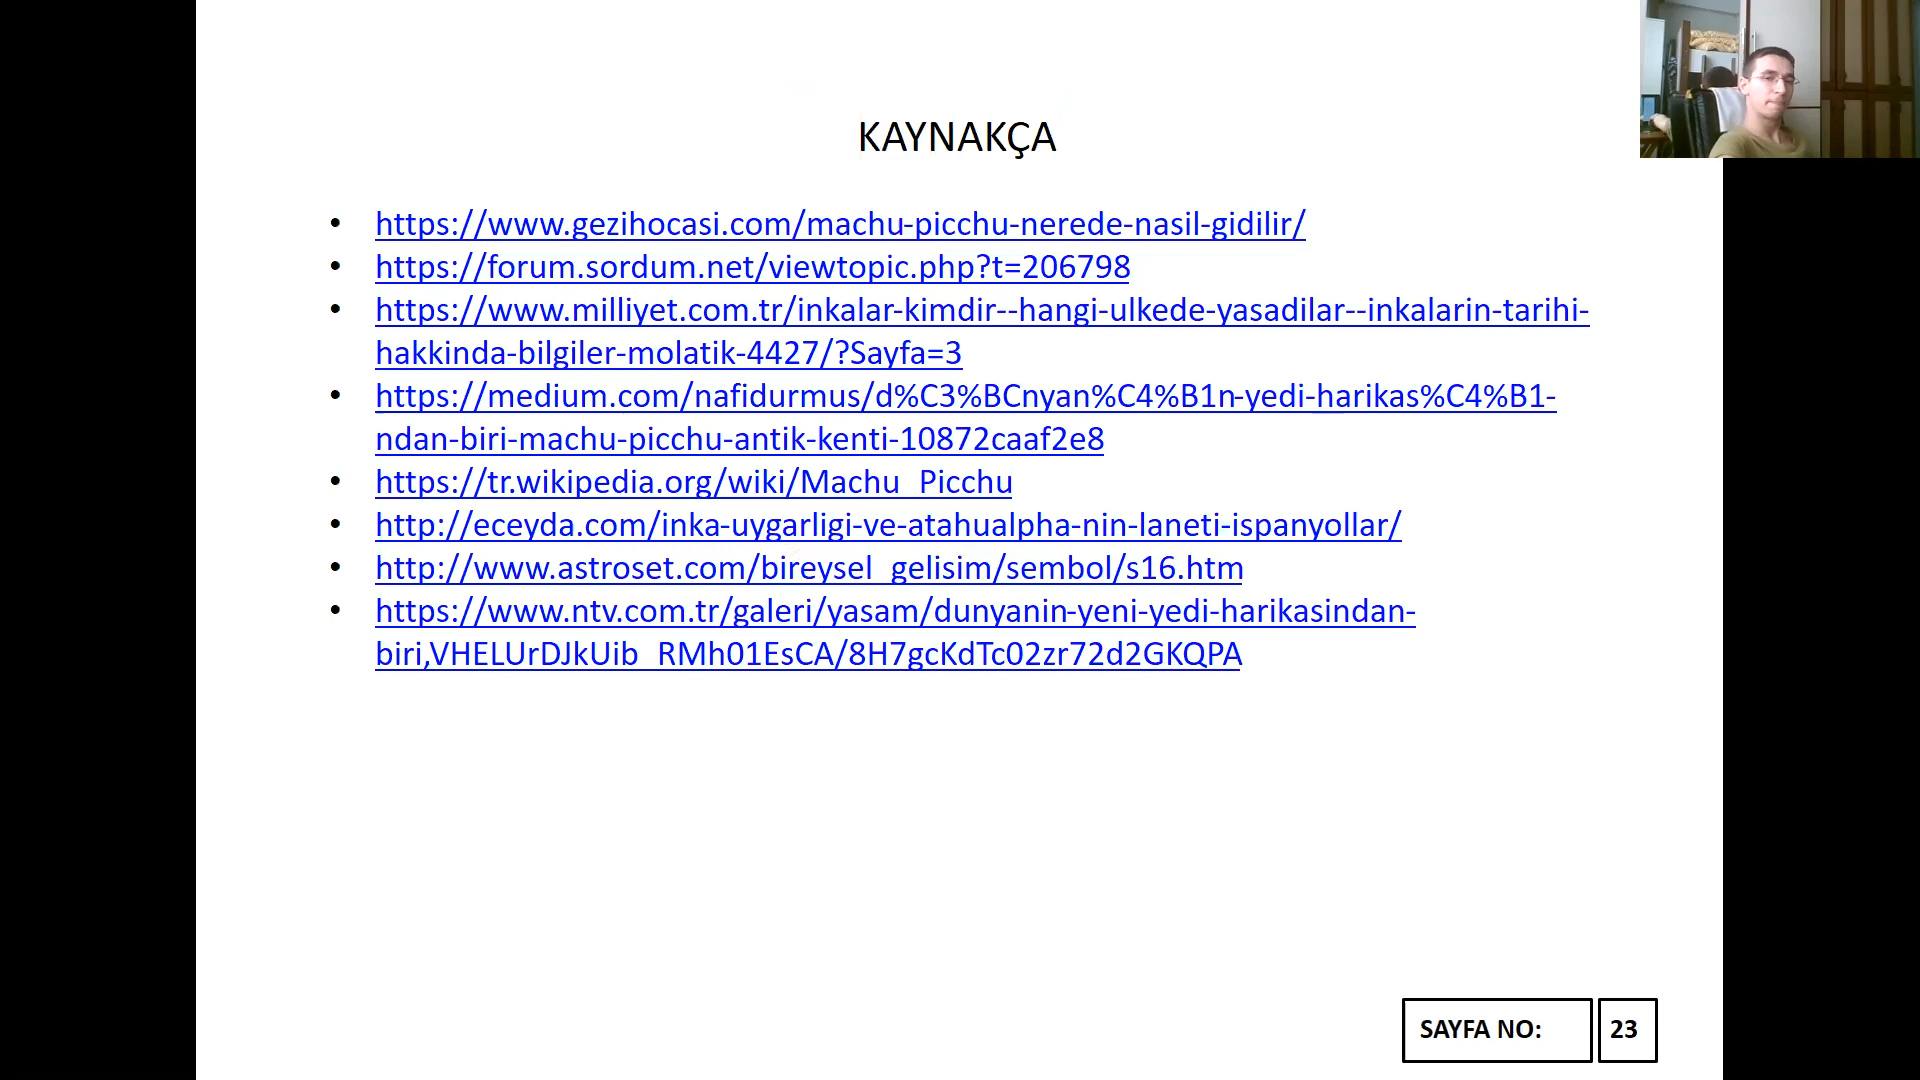 KAYNAKÇA
• https://www.gezihocasi.com/machu-picchu-nerede-nasil-gidilir/
• https://forum.sordum.net/viewtopic.php?t=206798
• https://www.milliyet.com.tr/inkalar-kimdir--hangi-ulkede-yasadilar--inkalarin-tarihi-
hakkinda-bilgiler-molatik-4427/?Sayfa=3
• https://medium.com/nafidurmus/d%C3%BCnyan%C4%B1n-yedi-harikas%C4%B1-
ndan-biri-machu-picchu-antik-kenti-10872caaf2e8
• https://tr.wikipedia.org/wiki/Machu_Picchu
• http://eceyda.com/inka-uygarligi-ve-atahualpha-nin-laneti-ispanyollar/
• http://www.astroset.com/bireysel_gelisim/sembol/s16.htm
• https://www.ntv.com.tr/galeri/yasam/dunyanin-yeni-yedi-harikasindan-
biri,VHELUrDJkUib_RMh01EsCA/8H7gcKdTc02zr72d2GKQPA
SAYFA NO: 23